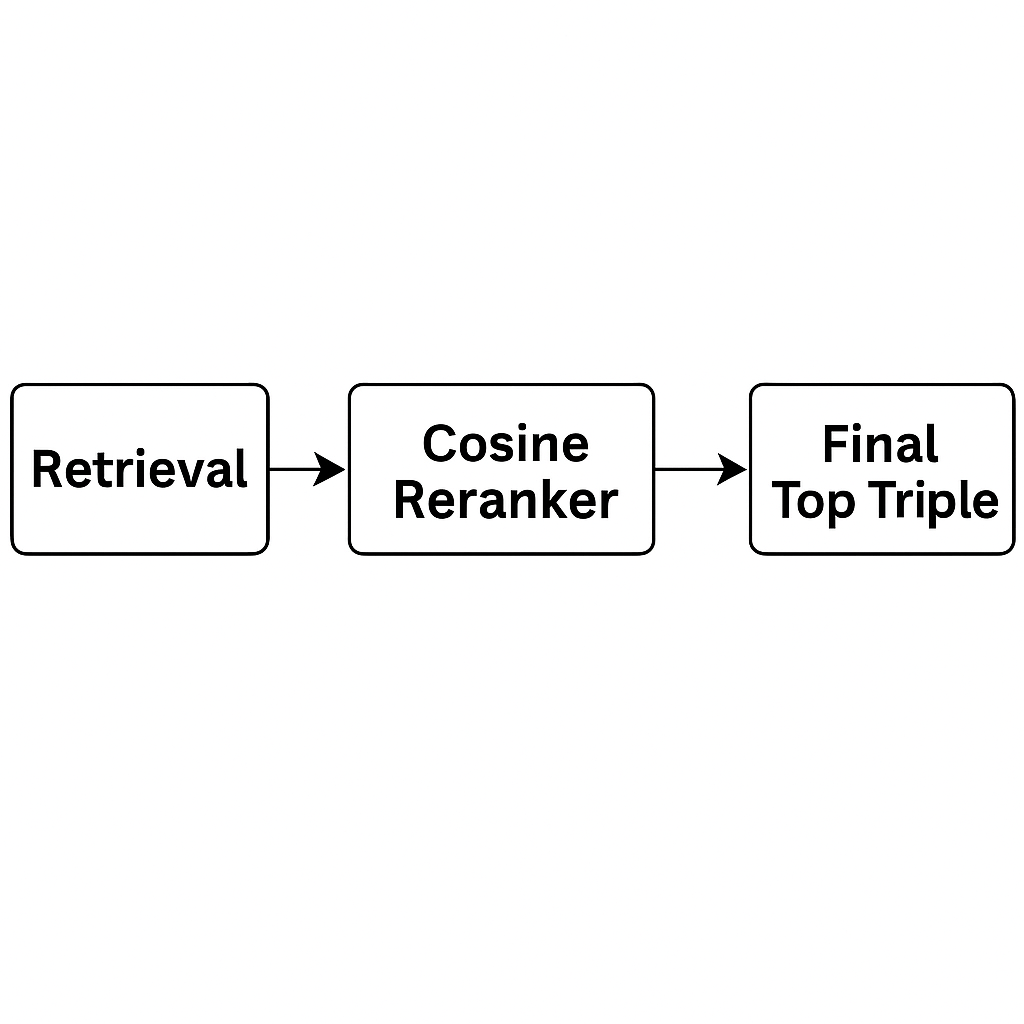 Retrieval
Cosine
Reranker
Final
Top Triple